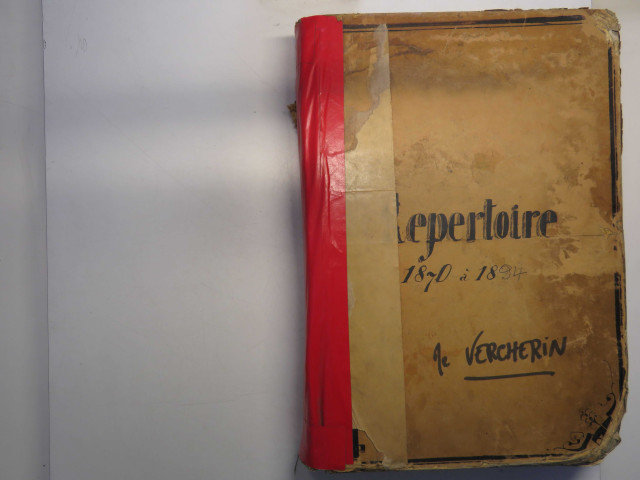 Repertoire
1870 à 1894
Me VERCHERIN